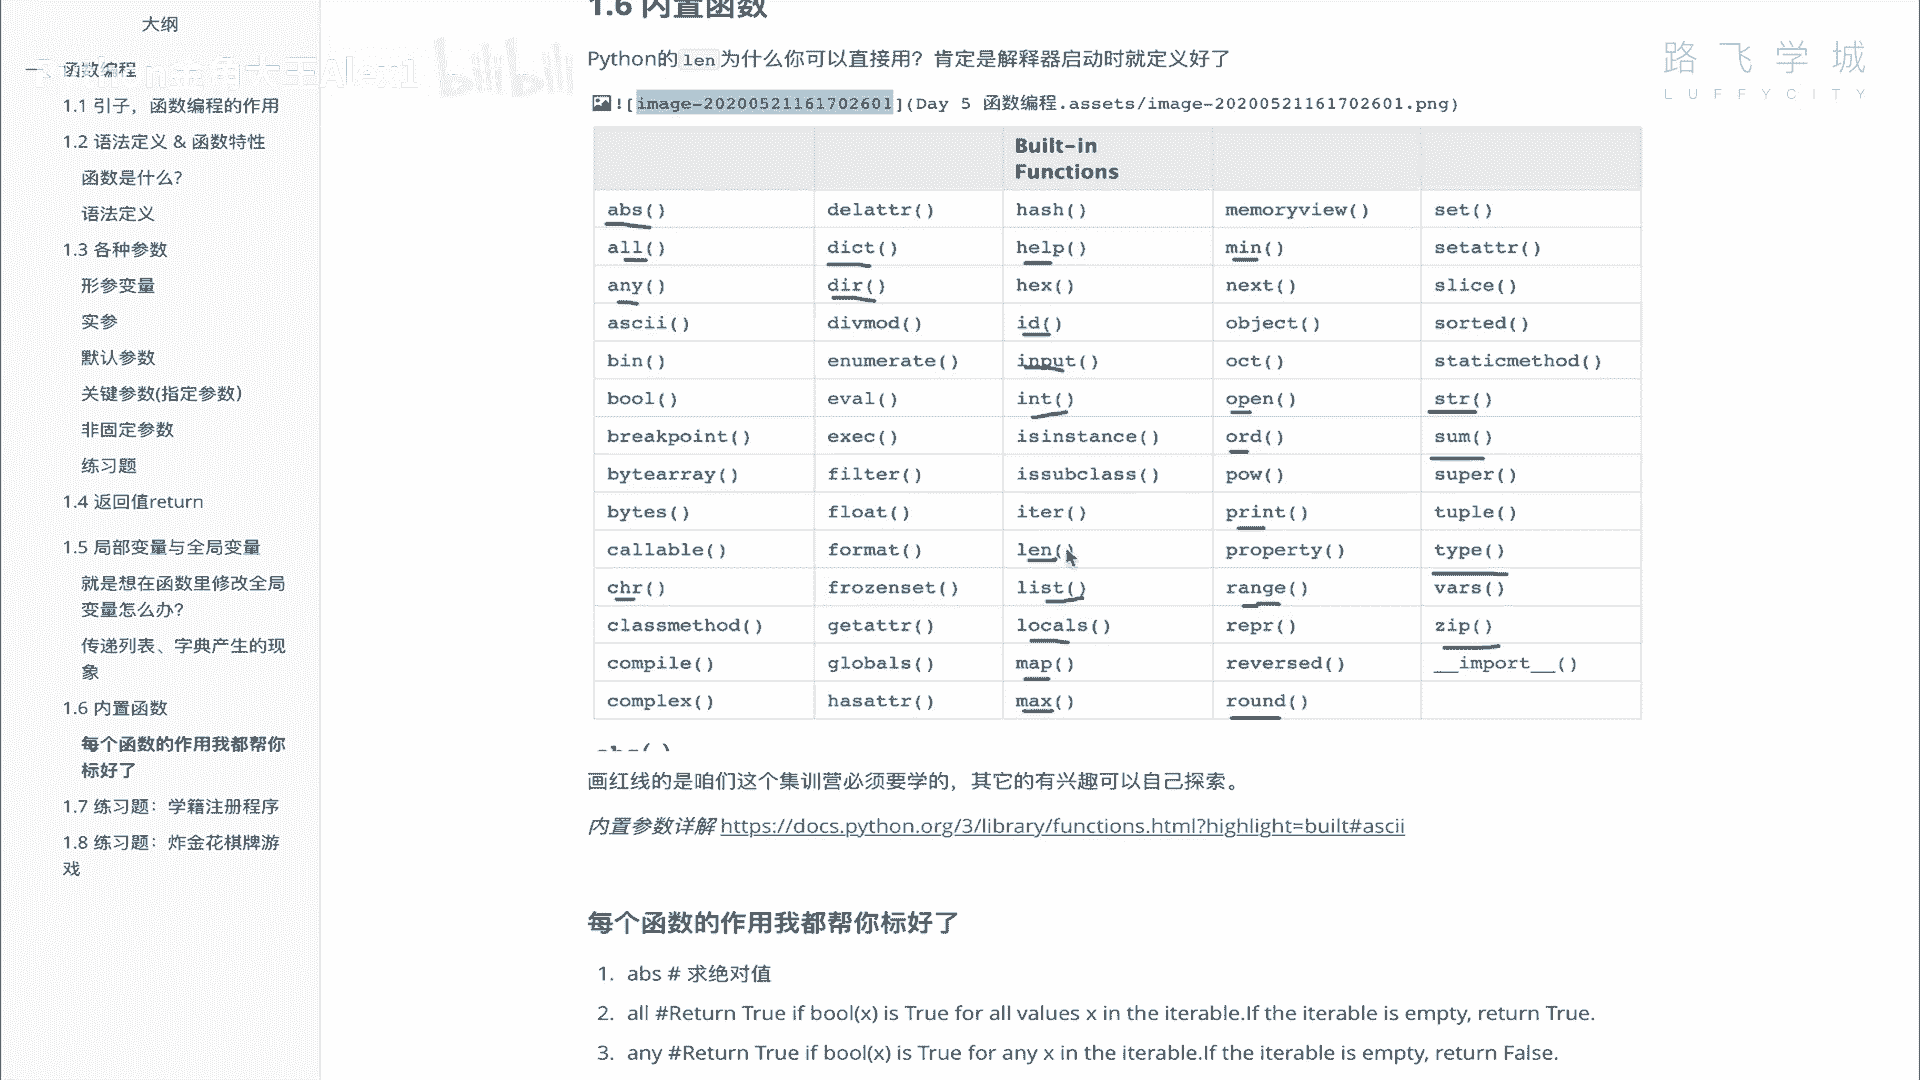 大纲
函数编程
1.1 引子，函数编程的作用
1.2 语法定义 & 函数特性
函数是什么?
语法定义
1.3 各种参数
形参变量
实参
默认参数
关键参数(指定参数)
非固定参数
练习题
1.4 返回值return
1.5 局部变量与全局变量
就是想在函数里修改全局
变量怎么办?
传递列表、字典产生的现
象
1.6 内置函数
每个函数的作用我都帮你
标好了
1.7 练习题：学籍注册程序
1.8 练习题：炸金花棋牌游
戏
1.6 内置函数
Python的 len 为什么你可以直接用？肯定是解释器启动时就定义好了
![image-20200521161702601](Day 5 函数编程.assets/image-20200521161702601.png)
Built-in
Functions
abs() delattr() hash() memoryview() set()
all() dict() help() min() setattr()
any() dir() hex() next() slice()
ascii() divmod() id() object() sorted()
bin() enumerate() input() oct() staticmethod()
bool() eval() int() open() str()
breakpoint() exec() isinstance() ord() sum()
bytearray() filter() issubclass() pow() super()
bytes() float() iter() print() tuple()
callable() format() len() property() type()
chr() frozenset() list() range() vars()
classmethod() getattr() locals() repr() zip()
compile() globals() map() reversed() __import__()
complex() hasattr() max() round()
画红线的是咱们这个集训营必须要学的，其它的有兴趣可以自己探索。
内置参数详解 https://docs.python.org/3/library/functions.html?highlight=built#ascii
每个函数的作用我都帮你标好了
1. abs # 求绝对值
2. all #Return True if bool(x) is True for all values x in the iterable.If the iterable is empty, return True.
3. any #Return True if bool(x) is True for any x in the iterable.If the iterable is empty, return False.
路飞学城
LUFFYCITY
bilibili